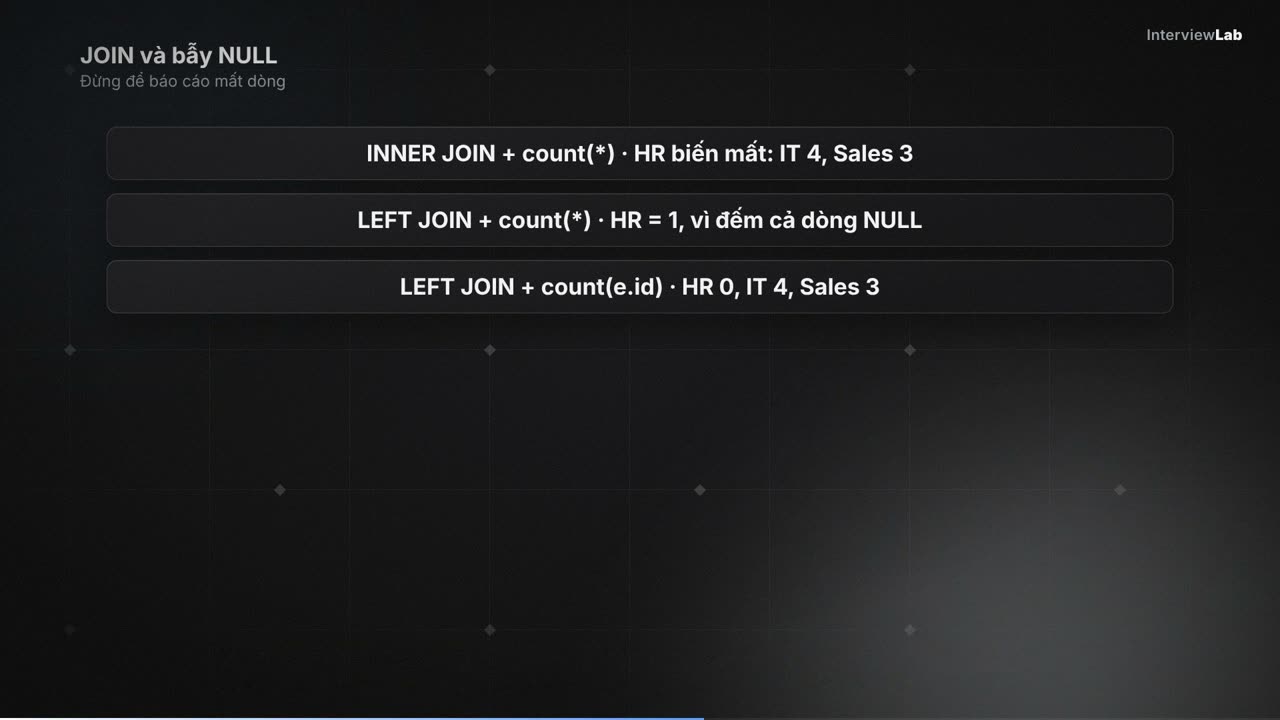 JOIN và bẫy NULL
Đừng để báo cáo mất dòng
InterviewLab
INNER JOIN + count(*) · HR biến mất: IT 4, Sales 3
LEFT JOIN + count(*) · HR = 1, vì đếm cả dòng NULL
LEFT JOIN + count(e.id) · HR 0, IT 4, Sales 3